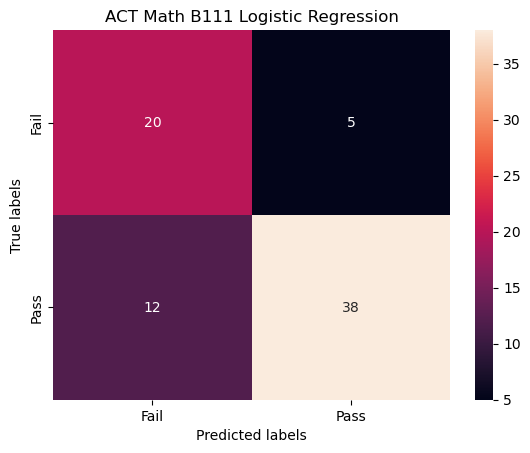 ACT Math B111 Logistic Regression
True labels
Fail
Pass
20
5
12
38
Fail
Pass
Predicted labels
35
30
25
20
15
10
5